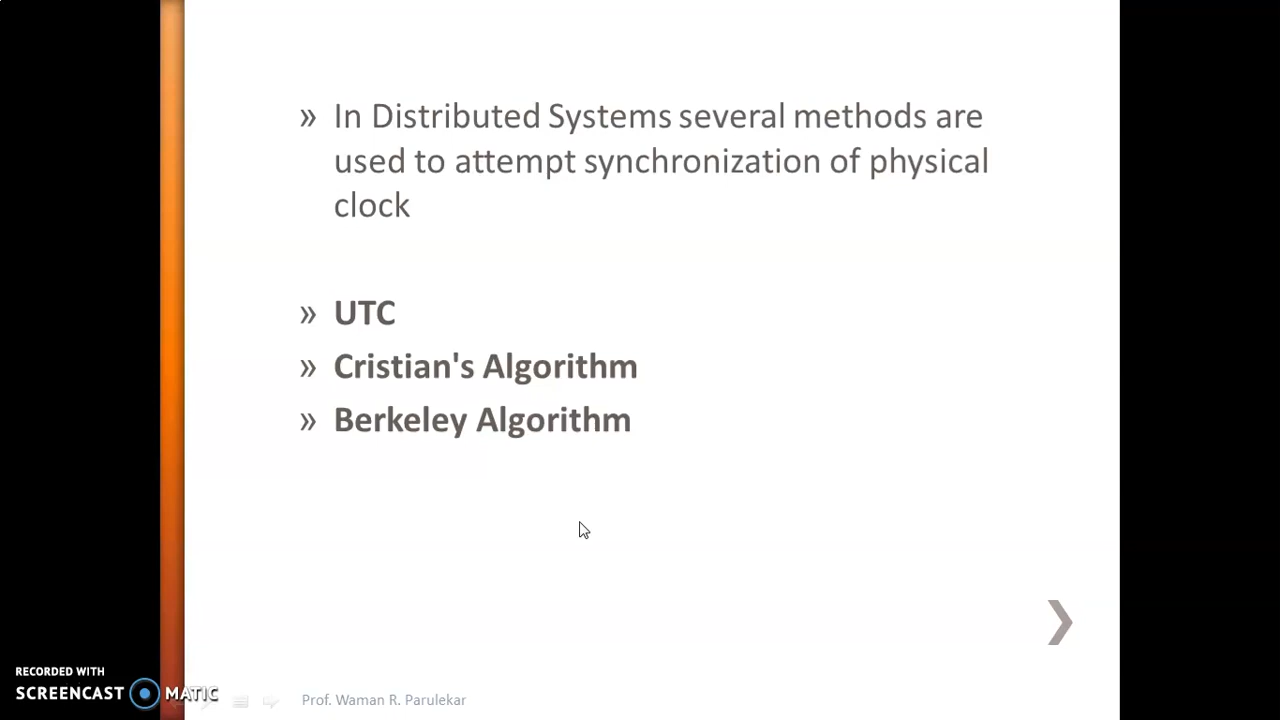 » In Distributed Systems several methods are
used to attempt synchronization of physical
clock
» UTC
» Cristian's Algorithm
» Berkeley Algorithm
RECORDED WITH
SCREENCAST MATIC
Prof. Waman R. Parulekar